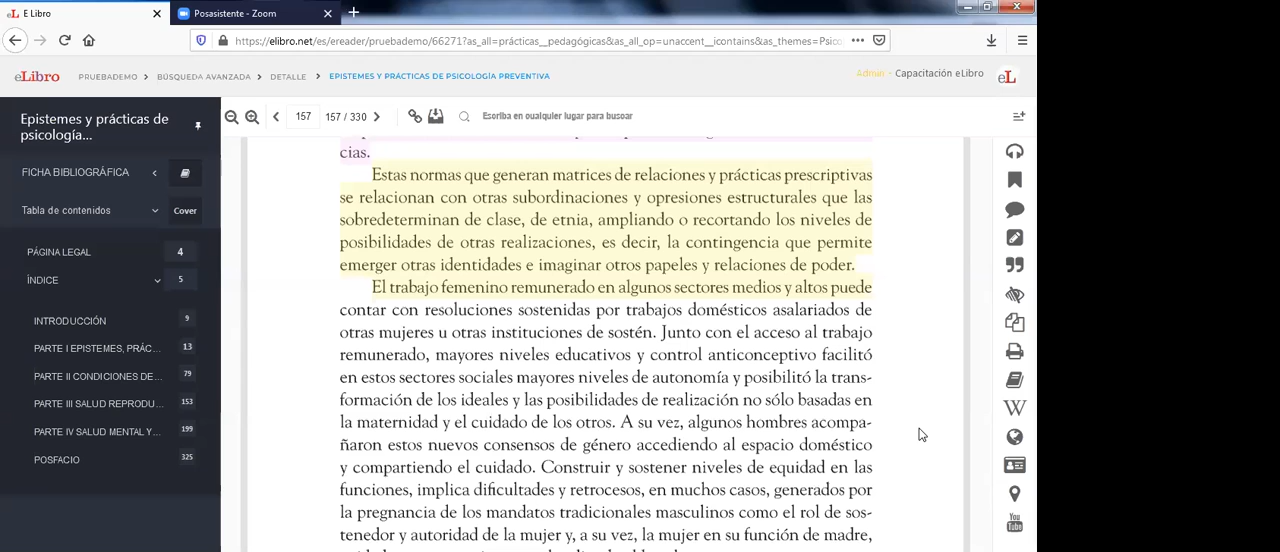 E Libro
Posasistente - Zoom
https://elibro.net/es/ereader/pruebademo/66271?as_all=prácticas__pedagógicas&as_all_op=unaccent__icontains&as_themes=Psico
eLibro
PRUEBADEMO
BÚSQUEDA AVANZADA
DETALLE
EPISTEMES Y PRÁCTICAS DE PSICOLOGÍA PREVENTIVA
Admin - Capacitación eLibro
eL
Epistemes y prácticas de
psicología...
157
157 / 330
Escriba en cualquier lugar para buscar
FICHA BIBLIOGRÁFICA
Tabla de contenidos
Cover
PÁGINA LEGAL 4
ÍNDICE 5
INTRODUCCIÓN 9
PARTE I EPISTEMES, PRÁC... 13
PARTE II CONDICIONES DE... 79
PARTE III SALUD REPRODU... 153
PARTE IV SALUD MENTAL Y... 199
POSFACIO 325
cias.
Estas normas que generan matrices de relaciones y prácticas prescriptivas
se relacionan con otras subordinaciones y opresiones estructurales que las
sobredeterminan de clase, de etnia, ampliando o recortando los niveles de
posibilidades de otras realizaciones, es decir, la contingencia que permite
emerger otras identidades e imaginar otros papeles y relaciones de poder.
El trabajo femenino remunerado en algunos sectores medios y altos puede
contar con resoluciones sostenidas por trabajos domésticos asalariados de
otras mujeres u otras instituciones de sostén. Junto con el acceso al trabajo
remunerado, mayores niveles educativos y control anticonceptivo facilitó
en estos sectores sociales mayores niveles de autonomía y posibilitó la trans-
formación de los ideales y las posibilidades de realización no sólo basadas en
la maternidad y el cuidado de los otros. A su vez, algunos hombres acompa-
ñaron estos nuevos consensos de género accediendo al espacio doméstico
y compartiendo el cuidado. Construir y sostener niveles de equidad en las
funciones, implica dificultades y retrocesos, en muchos casos, generados por
la pregnancia de los mandatos tradicionales masculinos como el rol de sos-
tenedor y autoridad de la mujer y, a su vez, la mujer en su función de madre,
W
You
Tube